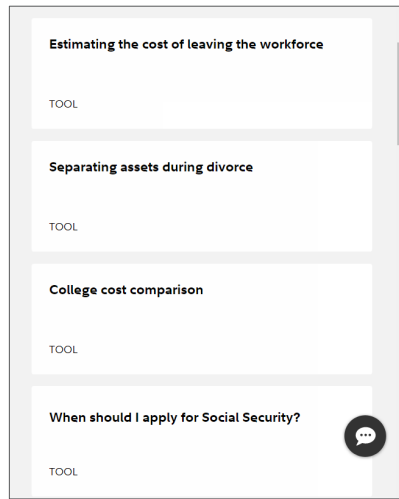 Estimating the cost of leaving the workforce
TOOL
Separating assets during divorce
TOOL
College cost comparison
TOOL
When should I apply for Social Security?
TOOL